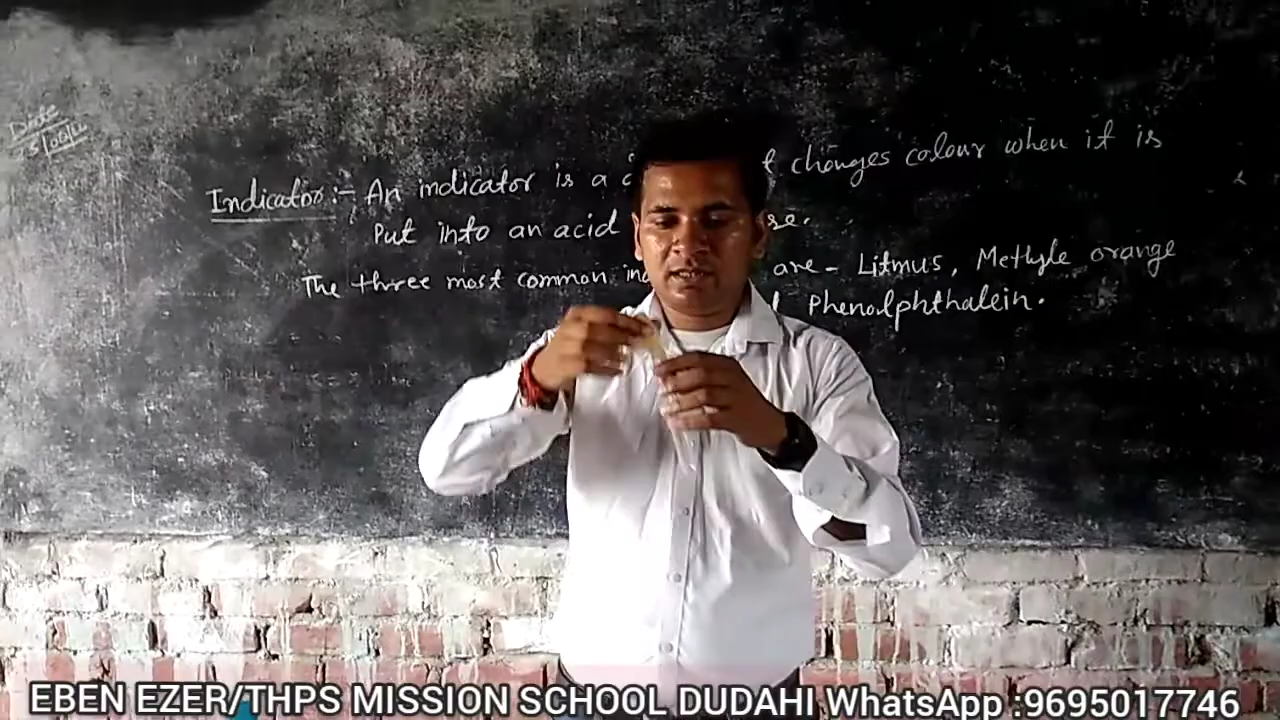 Date
Indicator:- An indicator is a changes colour when it is
Put into an acid
The three most common are - Litmus, Methyle orange
Phenolphthalein.
EBEN EZER/THPS MISSION SCHOOL DUDAHI WhatsApp :9695017746